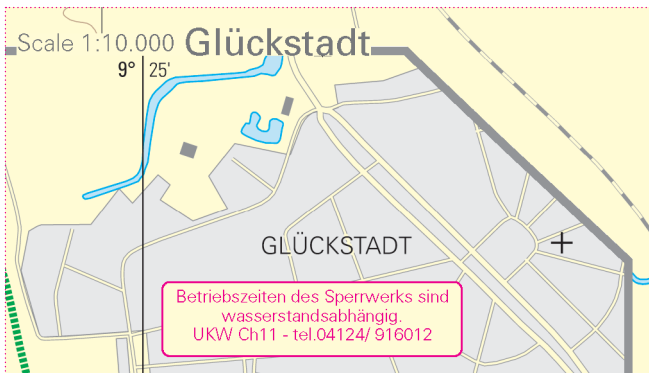 Scale 1:10.000 Glückstadt
9° 25'
GLÜCKSTADT
Betriebszeiten des Sperrwerks sind
wasserstandsabhängig.
UKW Ch11 - tel.04124/ 916012